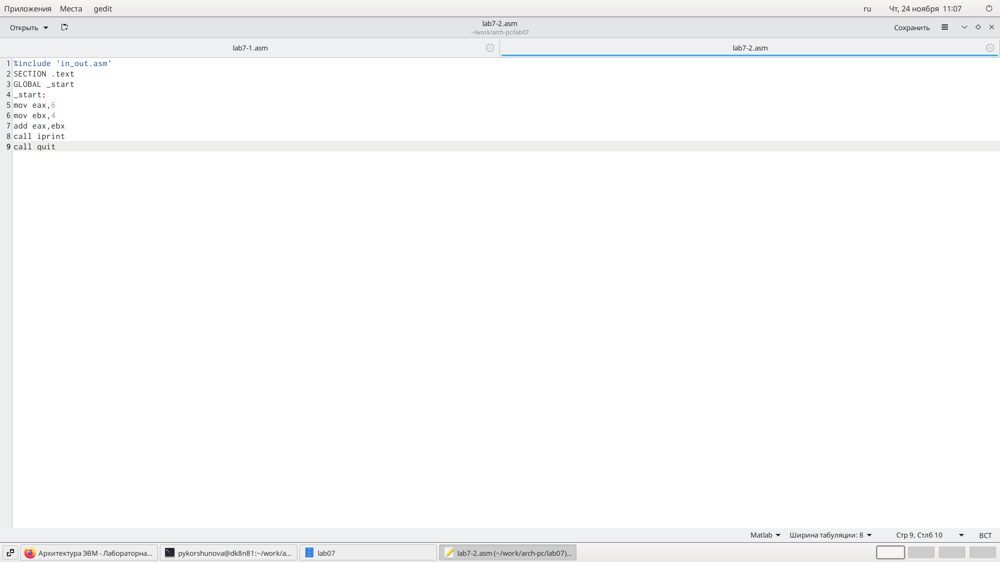 Приложения Места gedit ru Чт, 24 ноября 11:07
Открыть lab7-2.asm Сохранить
~/work/arch-pc/lab07
lab7-1.asm lab7-2.asm
1 %include 'in_out.asm'
2 SECTION .text
3 GLOBAL _start
4 _start:
5 mov eax,6
6 mov ebx,4
7 add eax,ebx
8 call iprint
9 call quit
Matlab Ширина табуляции: 8 Стр 9, Стлб 10 ВСТ
Архитектура ЭВМ - Лабораторна... pykorshunova@dk8n81:~/work/a... lab07 lab7-2.asm (~/work/arch-pc/lab07)...